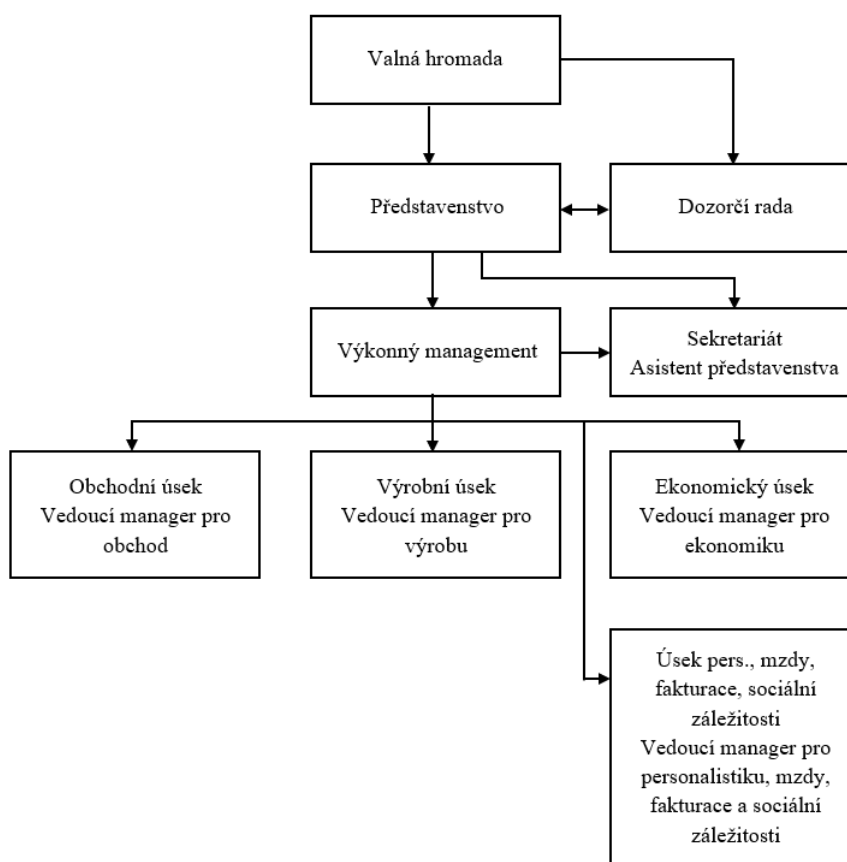 Valná hromada
Představenstvo
Dozorčí rada
Výkonný management
Sekretariát
Asistent představenstva
Obchodní úsek
Vedoucí manager pro
obchod
Výrobní úsek
Vedoucí manager pro
výrobu
Ekonomický úsek
Vedoucí manager pro
ekonomiku
Úsek pers., mzdy,
fakturace, sociální
záležitosti
Vedoucí manager pro
personalistiku, mzdy,
fakturace a sociální
záležitosti